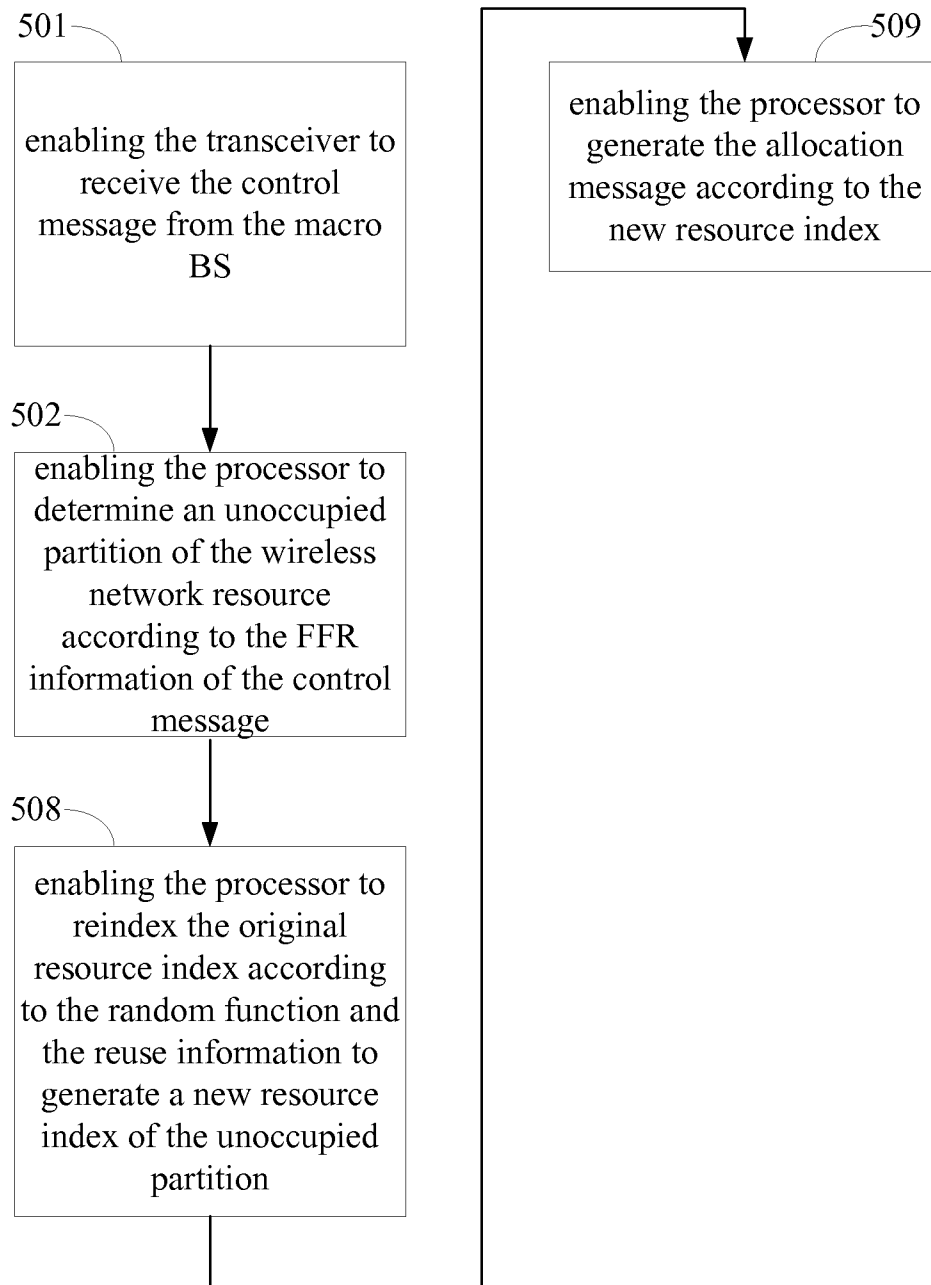 501
enabling the transceiver to
receive the control
message from the macro
BS
502
enabling the processor to
determine an unoccupied
partition of the wireless
network resource
according to the FFR
information of the control
message
508
enabling the processor to
reindex the original
resource index according
to the random function and
the reuse information to
generate a new resource
index of the unoccupied
partition
509
enabling the processor to
generate the allocation
message according to the
new resource index